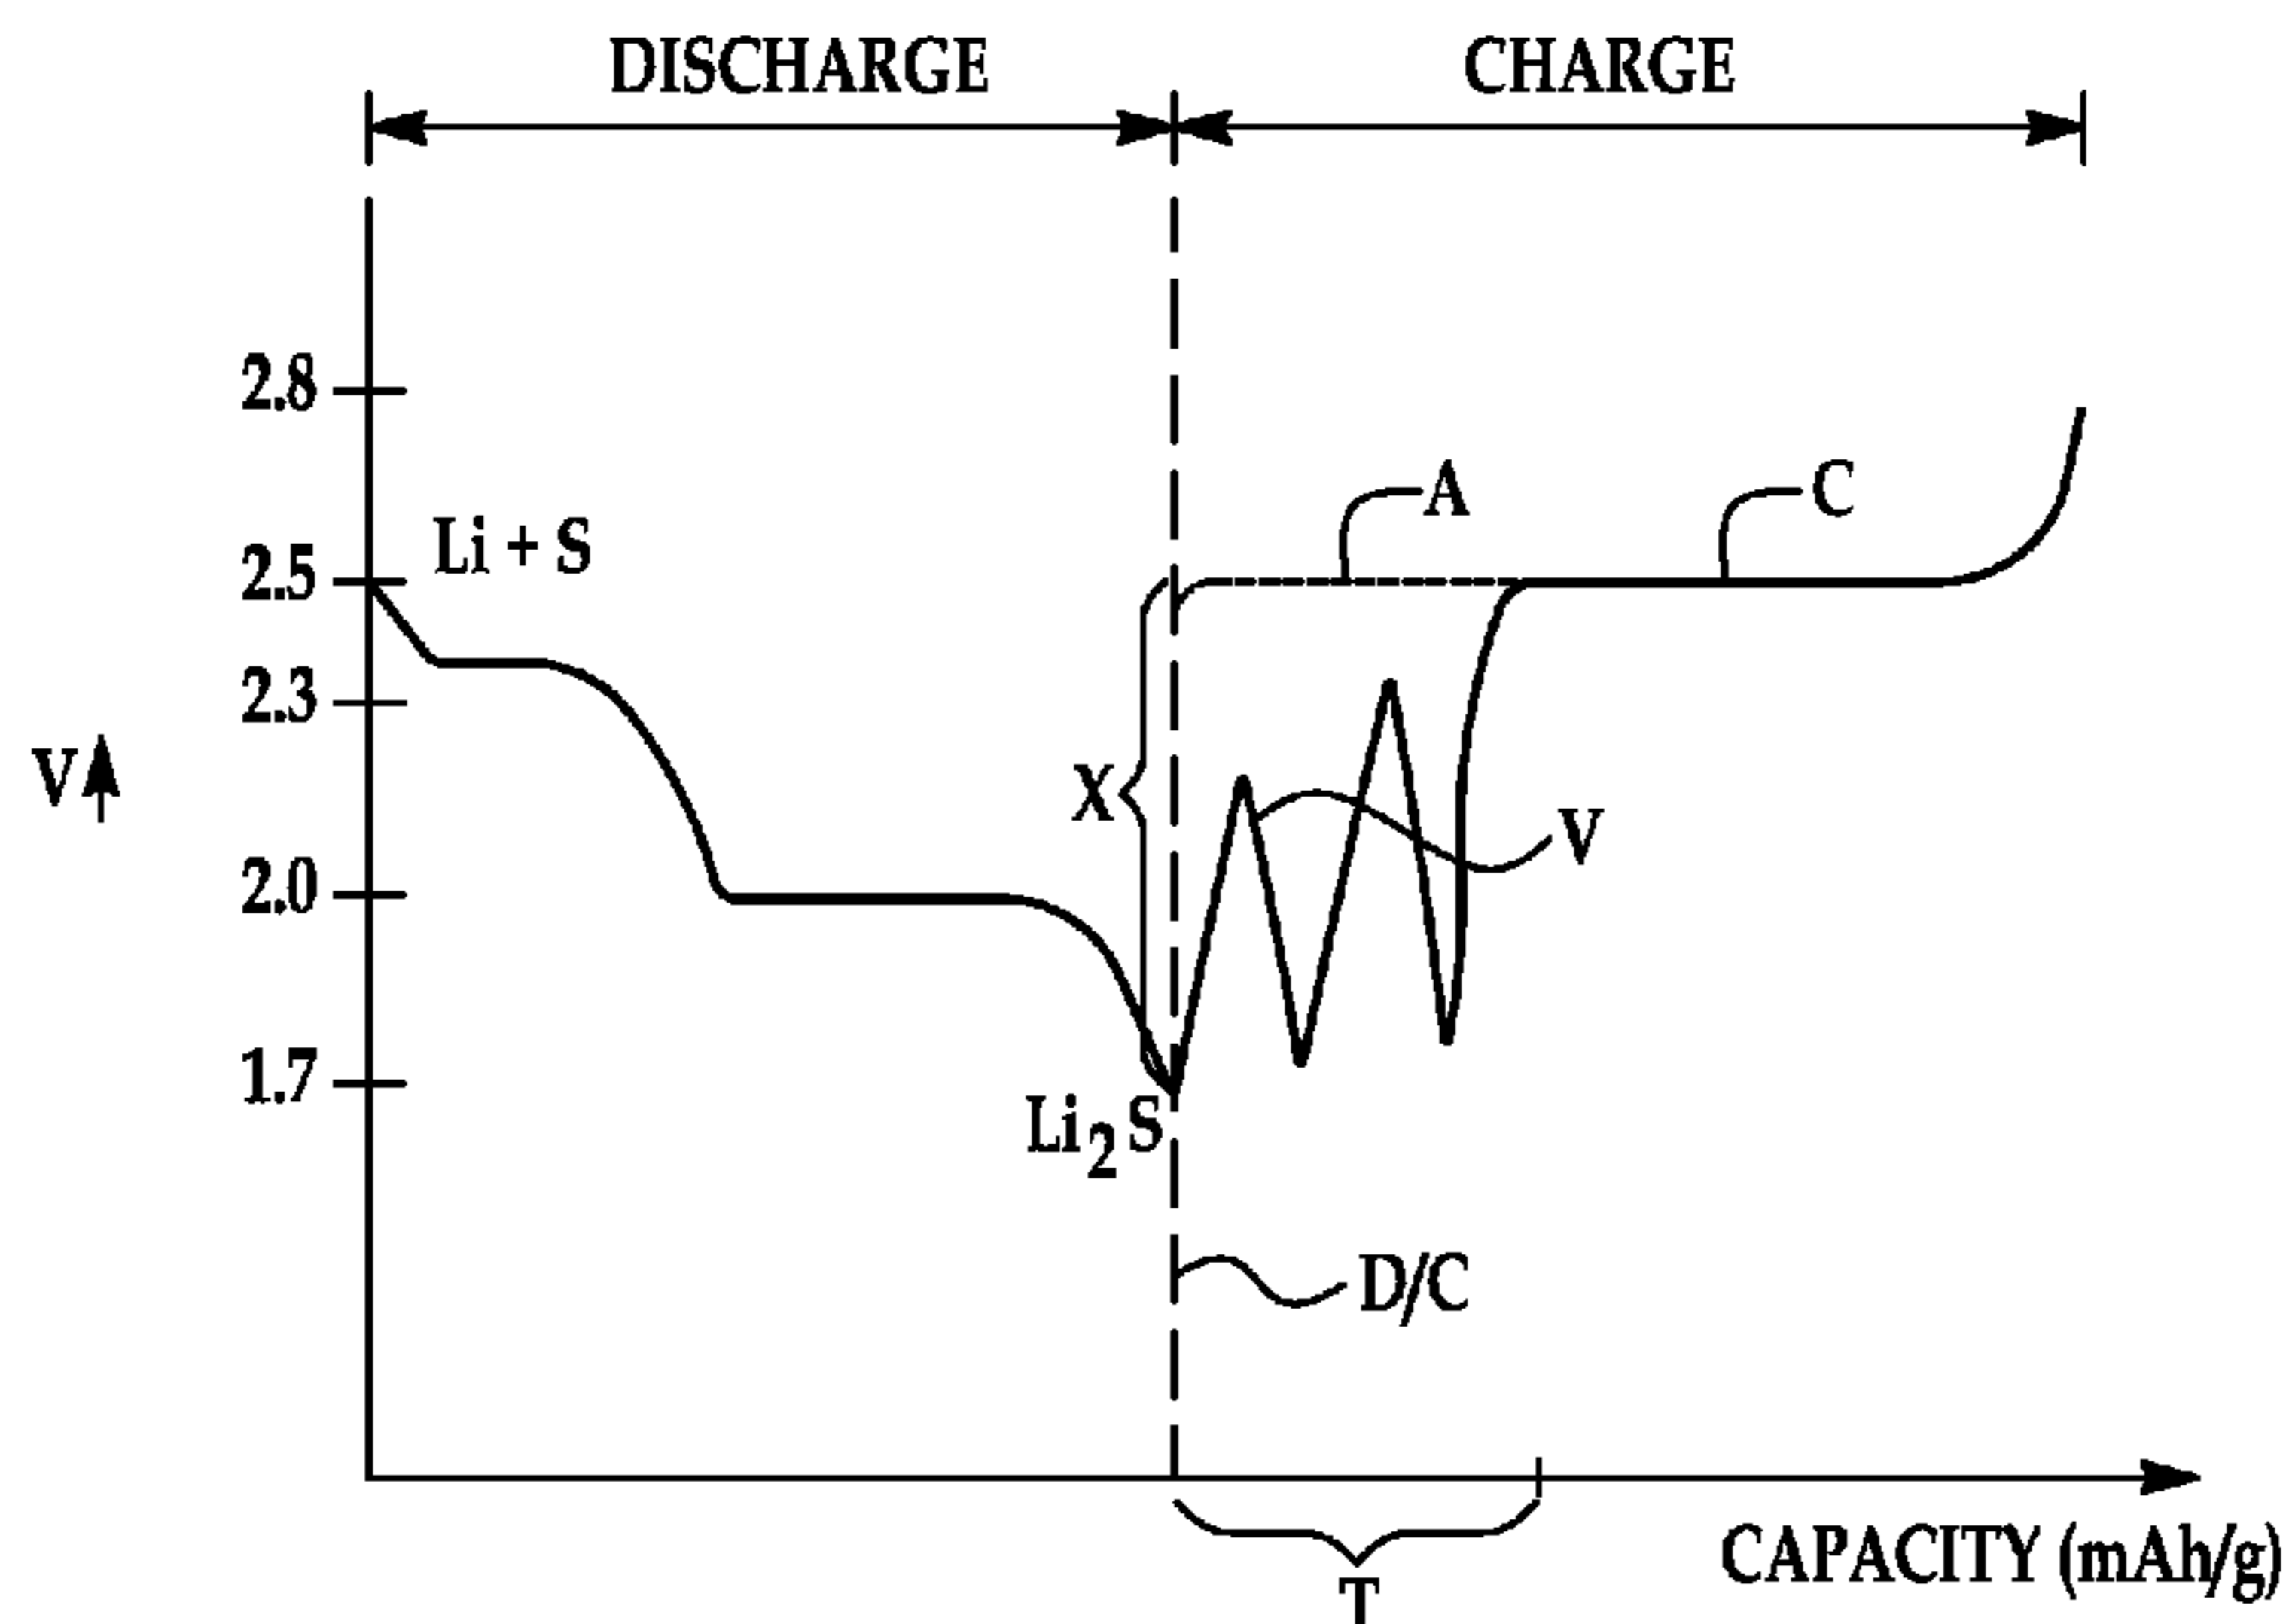 DISCHARGE CHARGE
2.8
A C
Li + S
2.5
2.3
V
X
V
2.0
1.7
Li2S
D/C
CAPACITY (mAh/g)
T